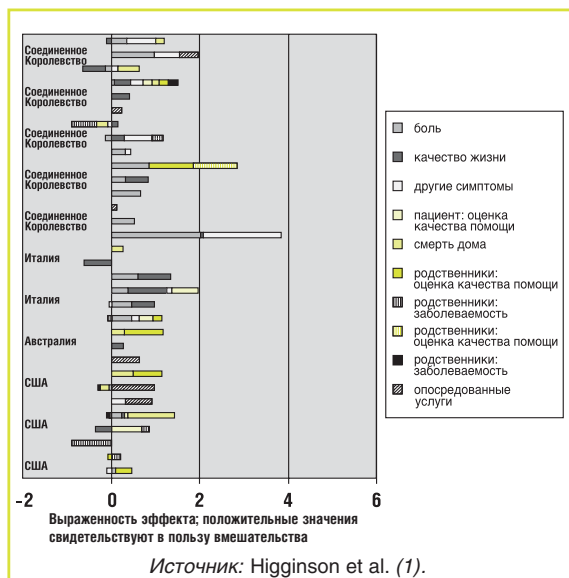 Соединенное
Королевство
Соединенное
Королевство
Соединенное
Королевство
Соединенное
Королевство
Соединенное
Королевство
Италия
Италия
Австралия
США
США
США
-2
0
2
4
6
Выраженность эффекта; положительные значения
свидетельствуют в пользу вмешательства
боль
качество жизни
другие симптомы
пациент: оценка
качества помощи
смерть дома
родственники:
оценка качества помощи
родственники:
заболеваемость
родственники:
оценка качества помощи
родственники:
заболеваемость
опосредованные
услуги
Источник: Higginson et al. (1).